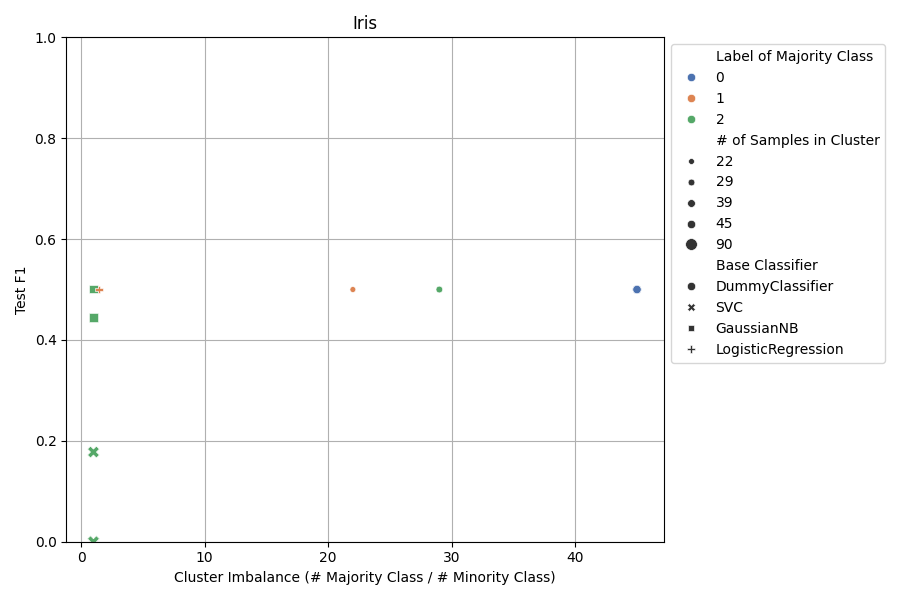 Iris
1.0
0.8
0.6
0.4
0.2
0.0
Test F1
0 10 20 30 40
Cluster Imbalance (# Majority Class / # Minority Class)
Label of Majority Class
0
1
2
# of Samples in Cluster
22
29
39
45
90
Base Classifier
DummyClassifier
SVC
GaussianNB
LogisticRegression